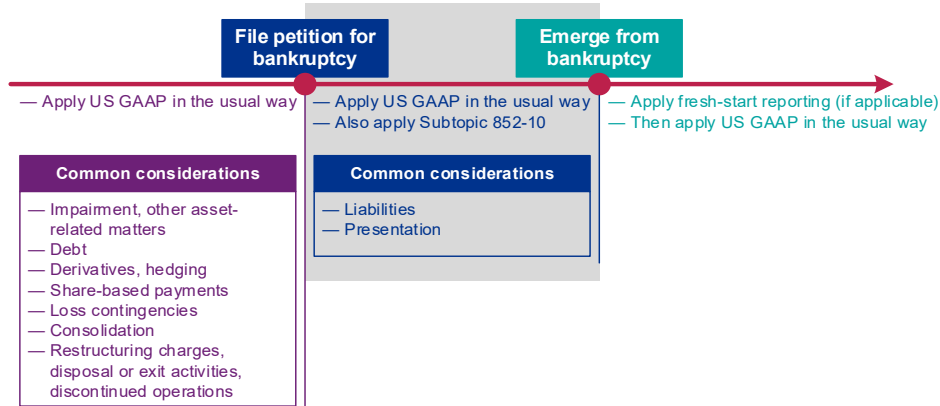 File petition for
bankruptcy
Emerge from
bankruptcy
— Apply US GAAP in the usual way
— Apply US GAAP in the usual way
— Also apply Subtopic 852-10
— Apply fresh-start reporting (if applicable)
— Then apply US GAAP in the usual way
Common considerations
— Impairment, other asset-
related matters
— Debt
— Derivatives, hedging
— Share-based payments
— Loss contingencies
— Consolidation
— Restructuring charges,
disposal or exit activities,
discontinued operations
Common considerations
— Liabilities
— Presentation